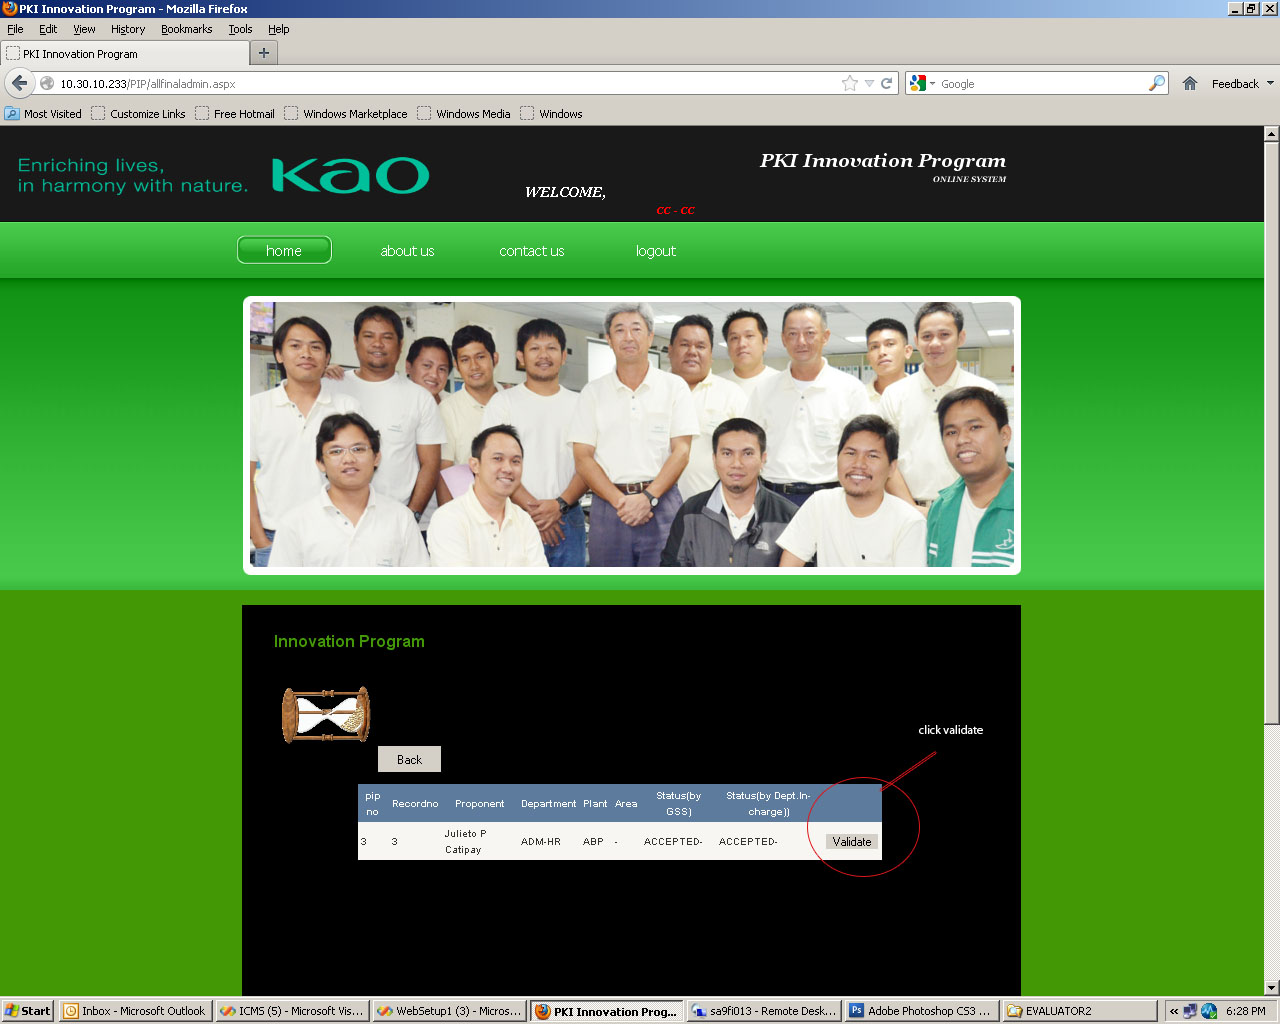 PKI Innovation Program - Mozilla Firefox
File Edit View History Bookmarks Tools Help
PKI Innovation Program
10.30.10.233/PIP/allfinaladmin.aspx
Google
Feedback
Most Visited Customize Links Free Hotmail Windows Marketplace Windows Media Windows
Enriching lives,
in harmony with nature.
Kao
WELCOME,
CC - CC
PKI Innovation Program
ONLINE SYSTEM
home about us contact us logout
Innovation Program
click validate
Back
pip no Recordno Proponent Department Plant Area Status(by GSS) Status(by Dept.In-charge))
3 3 Julieto P Catipay ADM-HR ABP - ACCEPTED- ACCEPTED- Validate
Start Inbox - Microsoft Outlook ICMS (5) - Microsoft Vis... WebSetup1 (3) - Micros... PKI Innovation Prog... sa9fi013 - Remote Desk... Adobe Photoshop CS3 ... EVALUATOR2 « 6:28 PM